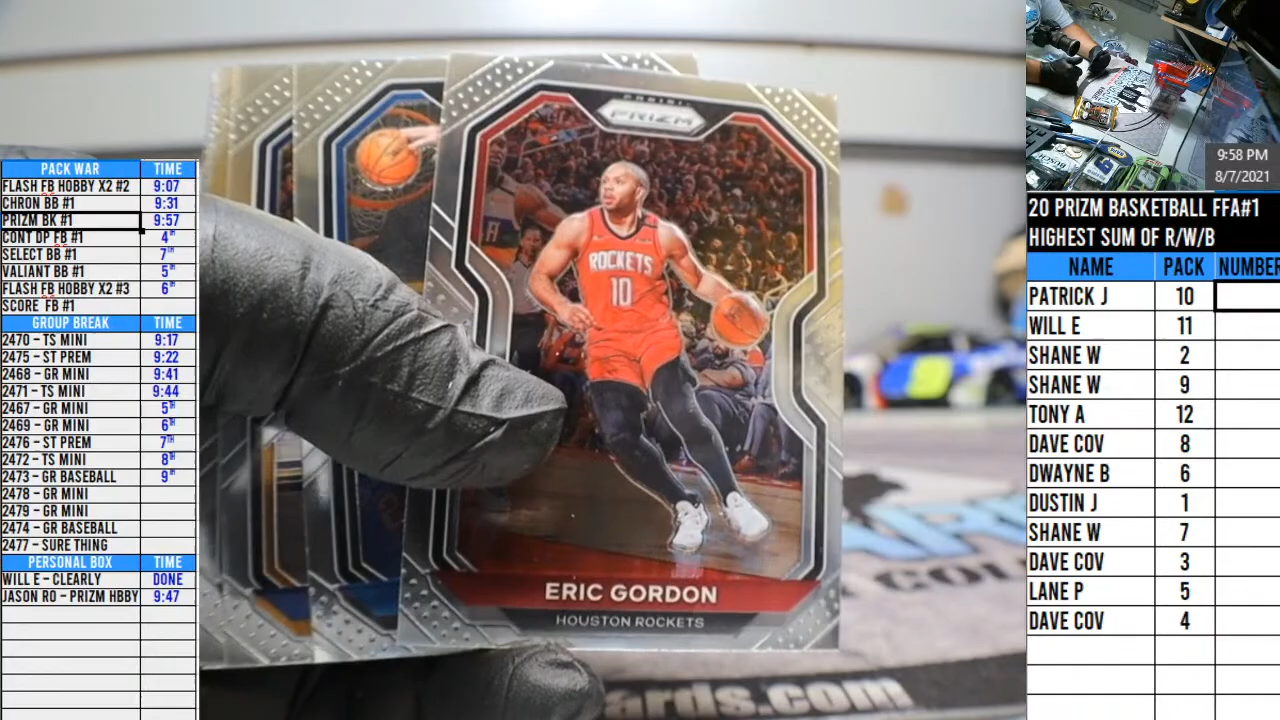 PACK WAR TIME
FLASH FB HOBBY X2 #2 9:07
CHRON BB #1 9:31
PRIZM BK #1 9:57
CONT DP FB #1 4TH
SELECT BB #1 7TH
VALIANT BB #1 5TH
FLASH FB HOBBY X2 #3 6TH
SCORE FB #1
GROUP BREAK TIME
2470 - TS MINI 9:17
2475 - ST PREM 9:22
2468 - GR MINI 9:41
2471 - TS MINI 9:44
2467 - GR MINI 5TH
2469 - GR MINI 6TH
2476 - ST PREM 7TH
2472 - TS MINI 8TH
2473 - GR BASEBALL 9TH
2478 - GR MINI
2479 - GR MINI
2474 - GR BASEBALL
2477 - SURE THING
PERSONAL BOX TIME
WILL E - CLEARLY DONE
JASON RO - PRIZM HBBY 9:47
PANINI
PRIZM
ROCKETS
10
ERIC GORDON
HOUSTON ROCKETS
ards.com
9:58 PM
8/7/2021
20 PRIZM BASKETBALL FFA#1
HIGHEST SUM OF R/W/B
NAME PACK NUMBER
PATRICK J 10
WILL E 11
SHANE W 2
SHANE W 9
TONY A 12
DAVE COV 8
DWAYNE B 6
DUSTIN J 1
SHANE W 7
DAVE COV 3
LANE P 5
DAVE COV 4